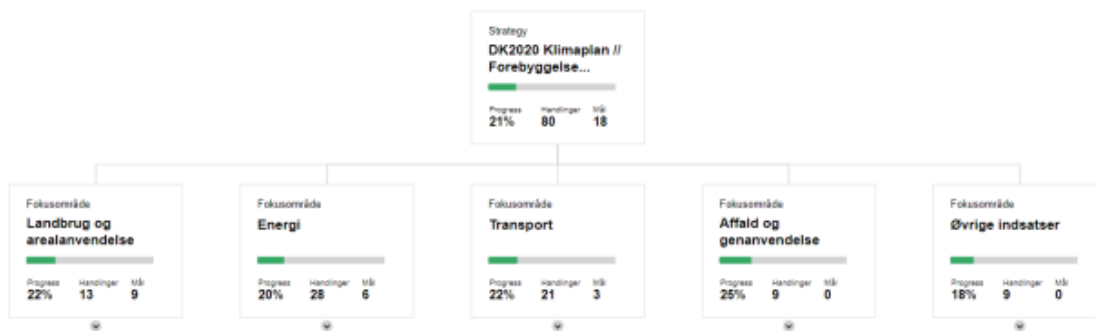 Strategy
DK2020 Klimaplan //
Forebyggelse...
Progress Handlinger Mål
21% 80 18
Fokusområde
Landbrug og
arealanvendelse
Progress Handlinger Mål
22% 13 9
Fokusområde
Energi
Progress Handlinger Mål
20% 28 6
Fokusområde
Transport
Progress Handlinger Mål
22% 21 3
Fokusområde
Affald og
genanvendelse
Progress Handlinger Mål
25% 9 0
Fokusområde
Øvrige indsatser
Progress Handlinger Mål
18% 9 0